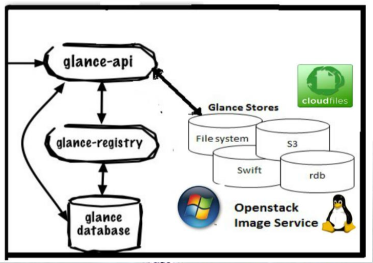 glance-api
cloudfiles
Glance Stores
File system
S3
glance-registry
Swift
rdb
glance
database
Openstack
Image Service